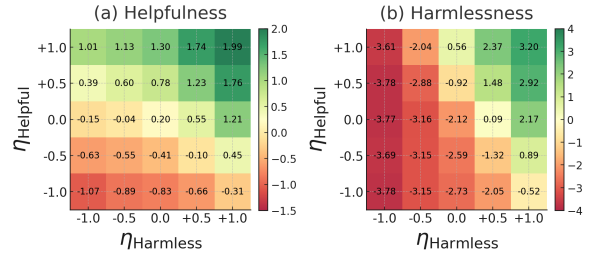 (a) Helpfulness
+1.0 1.01 1.13 1.30 1.74 1.99
+0.5 0.39 0.60 0.78 1.23 1.76
0.0 -0.15 -0.04 0.20 0.55 1.21
-0.5 -0.63 -0.55 -0.41 -0.10 0.45
-1.0 -1.07 -0.89 -0.83 -0.66 -0.31
-1.0 -0.5 0.0 +0.5 +1.0
ηHelpful
ηHarmless
2.0
1.5
1.0
0.5
0.0
−0.5
−1.0
−1.5
(b) Harmlessness
+1.0 -3.61 -2.04 0.56 2.37 3.20
+0.5 -3.78 -2.88 -0.92 1.48 2.92
0.0 -3.77 -3.16 -2.12 0.09 2.17
-0.5 -3.69 -3.15 -2.59 -1.32 0.89
-1.0 -3.78 -3.15 -2.73 -2.05 -0.52
-1.0 -0.5 0.0 +0.5 +1.0
ηHelpful
ηHarmless
4
3
2
1
0
−1
−2
−3
−4